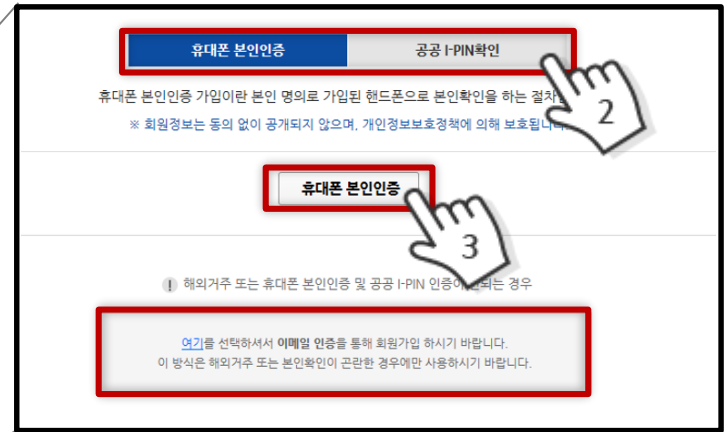 휴대폰 본인인증 공공 I-PIN확인
휴대폰 본인인증 가입이란 본인 명의로 가입된 핸드폰으로 본인확인을 하는 절차
2
※ 회원정보는 동의 없이 공개되지 않으며, 개인정보보호정책에 의해 보호됩니
휴대폰 본인인증
3
! 해외거주 또는 휴대폰 본인인증 및 공공 I-PIN 인증이 되는 경우
여기를 선택하셔서 이메일 인증을 통해 회원가입 하시기 바랍니다.
이 방식은 해외거주 또는 본인확인이 곤란한 경우에만 사용하시기 바랍니다.